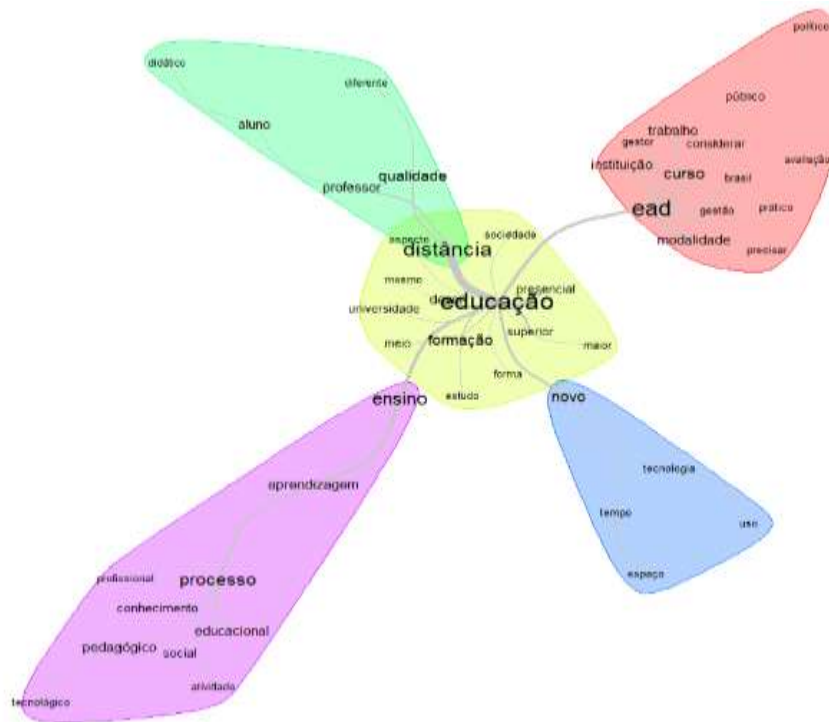 político
didático
diferente
público
aluno
trabalho
gestor
considerar
avaliação
instituição
qualidade
curso
brasil
professor
ead
gestão
prático
sociedade
aspecto
modalidade
distância
precisar
mesmo
presencial
educação
universidade
superior
formação
meio
maior
forma
ensino
estudo
novo
tecnologia
aprendizagem
tempo
uso
espaço
profissional
processo
conhecimento
educacional
pedagógico
social
atividade
tecnológico